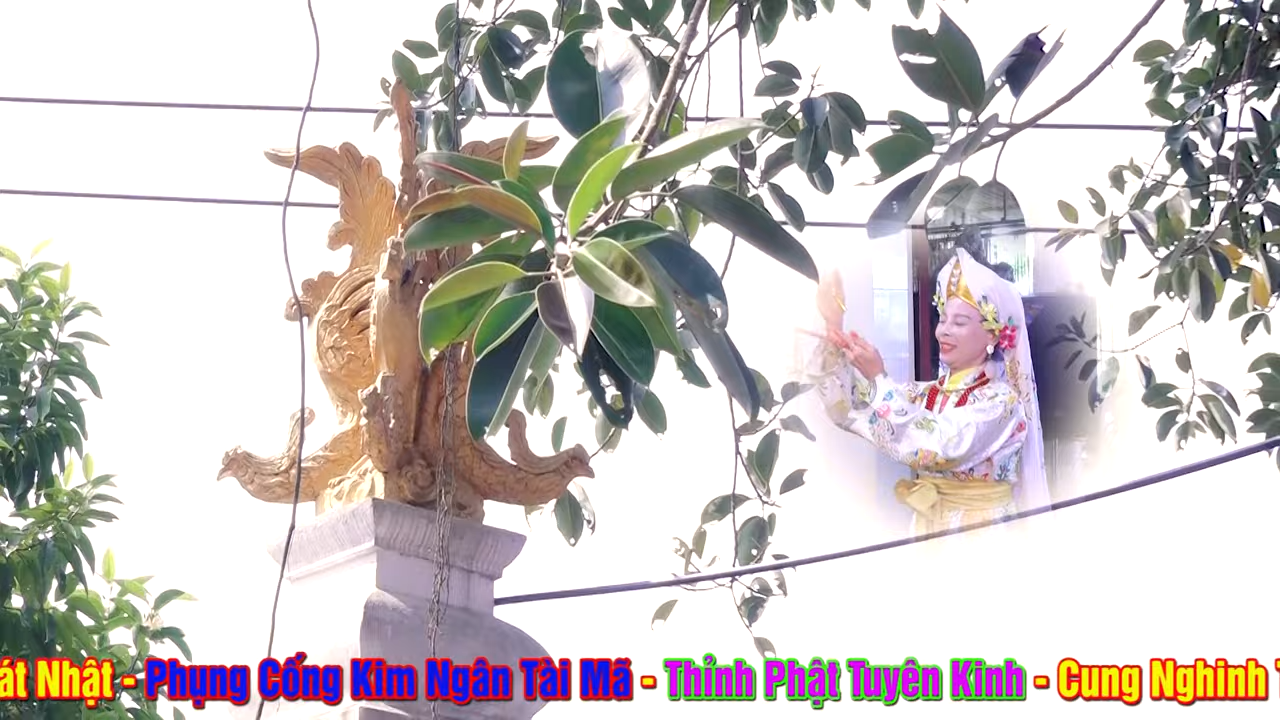 át Nhật - Phụng Cống Kim Ngân Tài Mã - Thỉnh Phật Tuyên Kinh - Cung Nghinh